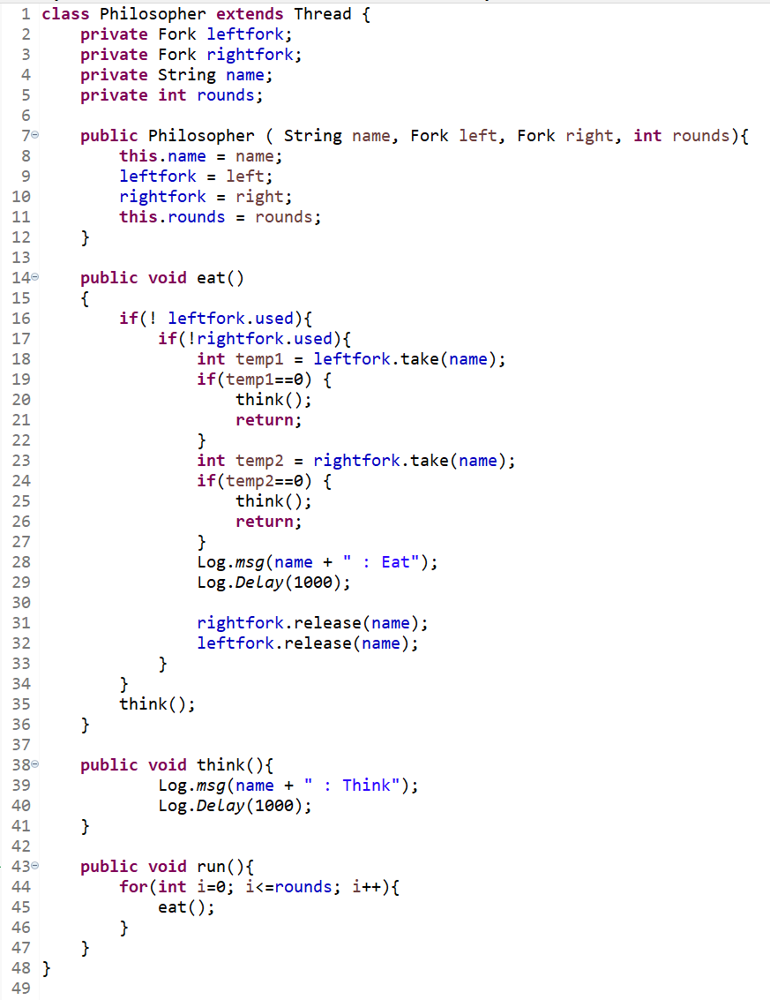 1 class Philosopher extends Thread {
2     private Fork leftfork;
3     private Fork rightfork;
4     private String name;
5     private int rounds;
6
7     public Philosopher ( String name, Fork left, Fork right, int rounds){
8         this.name = name;
9         leftfork = left;
10         rightfork = right;
11         this.rounds = rounds;
12     }
13
14     public void eat()
15     {
16         if(! leftfork.used){
17             if(!rightfork.used){
18                 int temp1 = leftfork.take(name);
19                 if(temp1==0) {
20                     think();
21                     return;
22                 }
23                 int temp2 = rightfork.take(name);
24                 if(temp2==0) {
25                     think();
26                     return;
27                 }
28                 Log.msg(name + " : Eat");
29                 Log.Delay(1000);
30
31                 rightfork.release(name);
32                 leftfork.release(name);
33             }
34         }
35         think();
36     }
37
38     public void think(){
39             Log.msg(name + " : Think");
40             Log.Delay(1000);
41     }
42
43     public void run(){
44         for(int i=0; i<=rounds; i++){
45             eat();
46         }
47     }
48 }
49